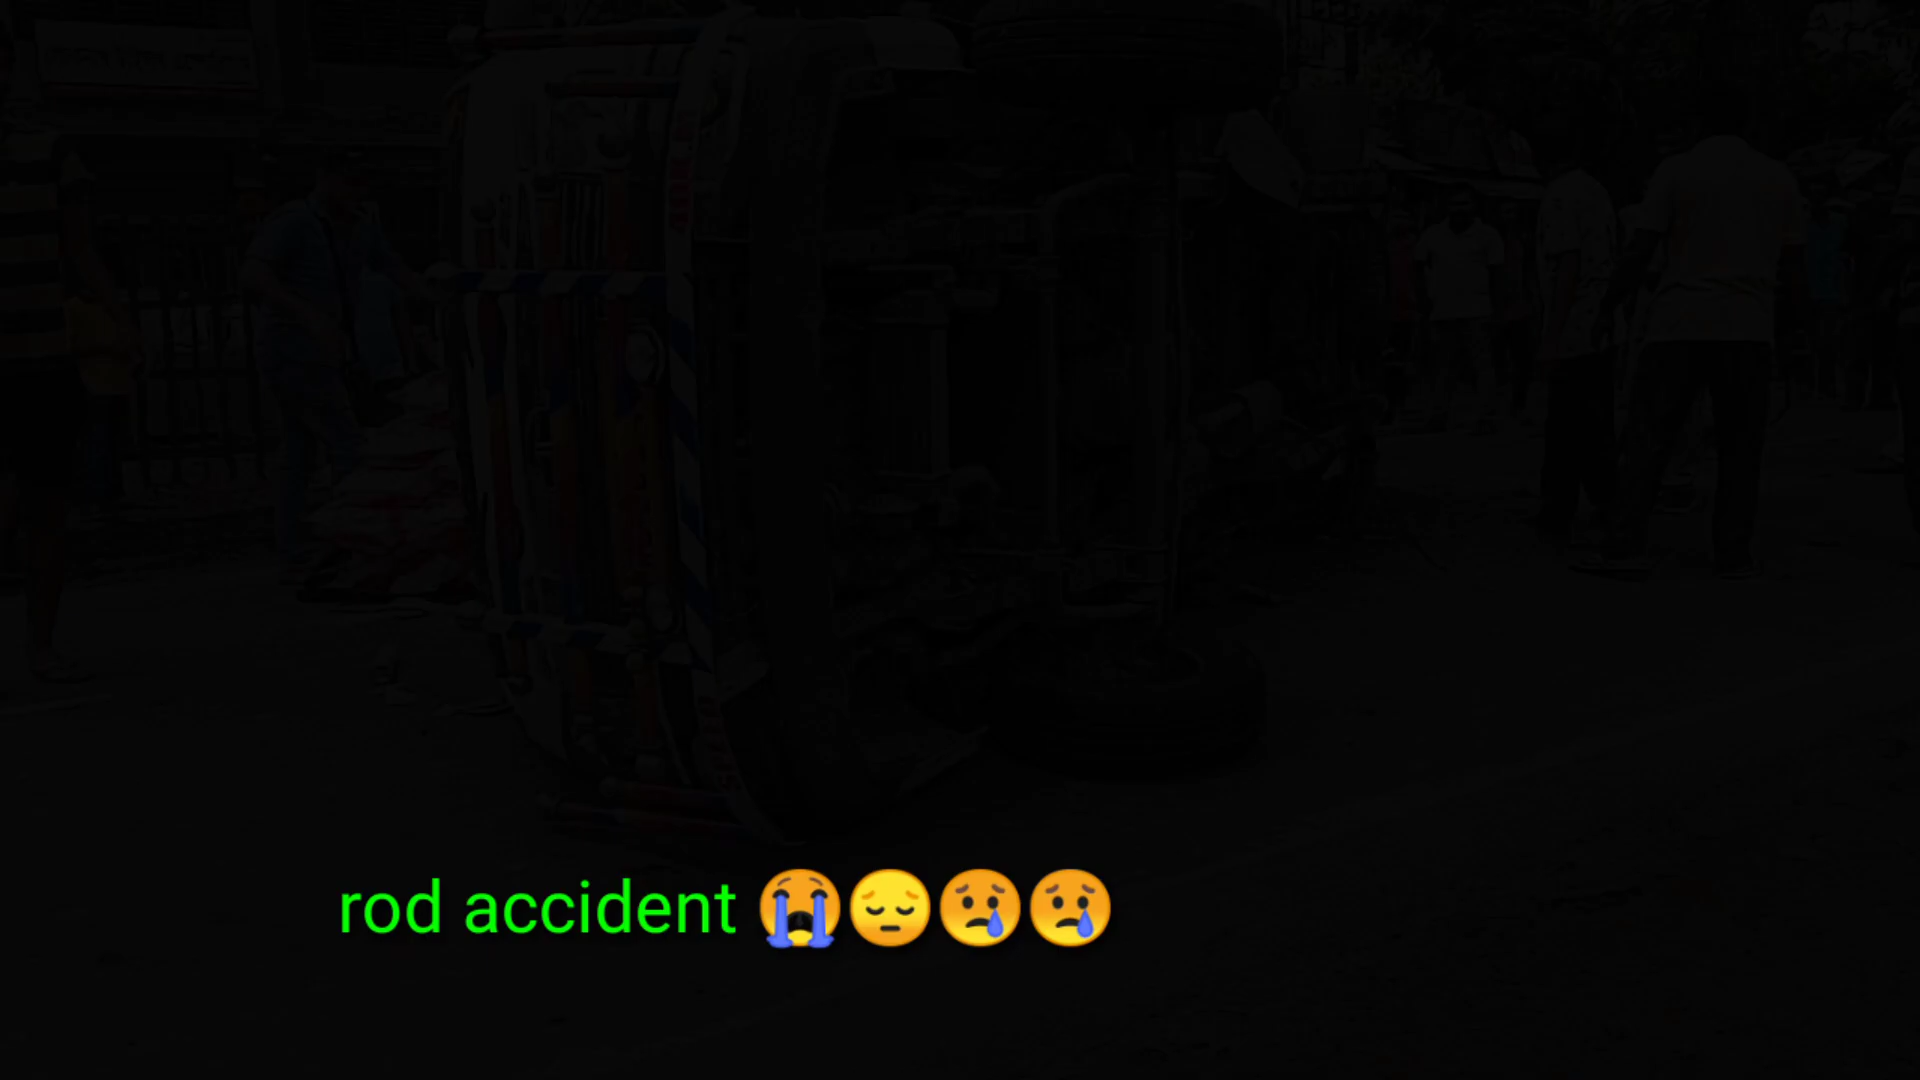 rod accident 😭😔😢😢